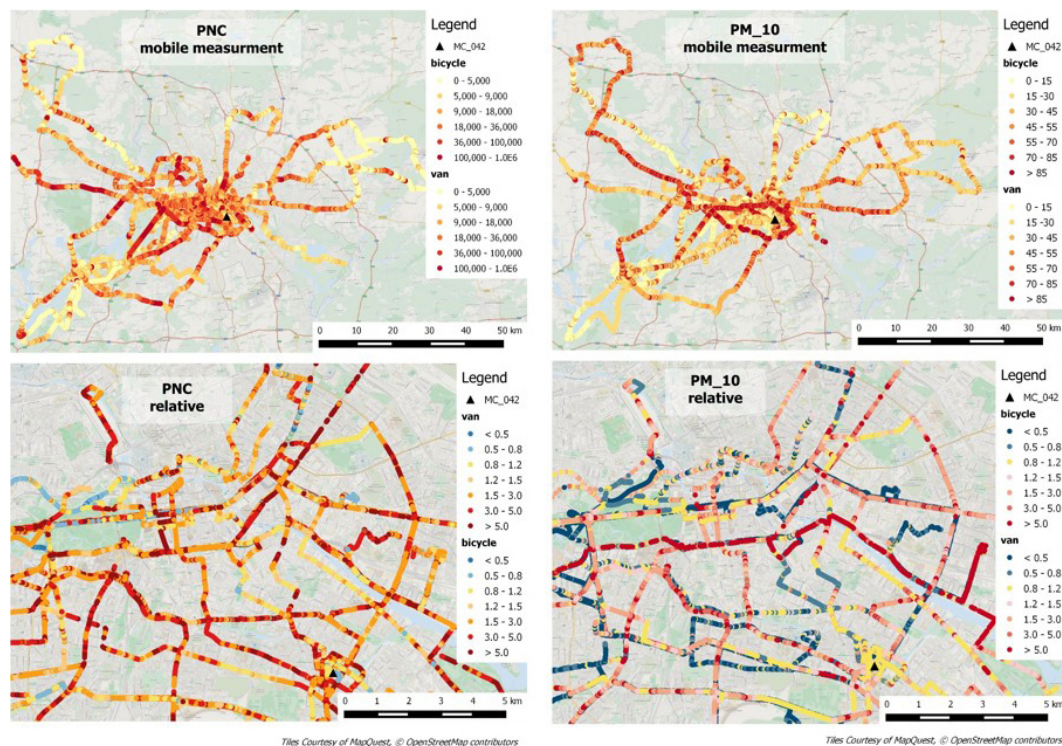 PNC
mobile measurment
Legend
MC_042
bicycle
0 - 5,000
5,000 - 9,000
9,000 - 18,000
18,000 - 36,000
36,000 - 100,000
100,000 - 1.0E6
van
0 - 5,000
5,000 - 9,000
9,000 - 18,000
18,000 - 36,000
36,000 - 100,000
100,000 - 1.0E6
0 10 20 30 40 50 km
PM_10
mobile measurment
Legend
MC_042
bicycle
0 - 15
15 - 30
30 - 45
45 - 55
55 - 70
70 - 85
> 85
van
0 - 15
15 - 30
30 - 45
45 - 55
55 - 70
70 - 85
> 85
0 10 20 30 40 50 km
PNC
relative
Legend
MC_042
van
< 0.5
0.5 - 0.8
0.8 - 1.2
1.2 - 1.5
1.5 - 3.0
3.0 - 5.0
> 5.0
bicycle
< 0.5
0.5 - 0.8
0.8 - 1.2
1.2 - 1.5
1.5 - 3.0
3.0 - 5.0
> 5.0
0 1 2 3 4 5 km
Tiles Courtesy of MapQuest, © OpenStreetMap contributors
PM_10
relative
Legend
MC_042
bicycle
< 0.5
0.5 - 0.8
0.8 - 1.2
1.2 - 1.5
1.5 - 3.0
3.0 - 5.0
> 5.0
van
< 0.5
0.5 - 0.8
0.8 - 1.2
1.2 - 1.5
1.5 - 3.0
3.0 - 5.0
> 5.0
0 1 2 3 4 5 km
Tiles Courtesy of MapQuest, © OpenStreetMap contributors